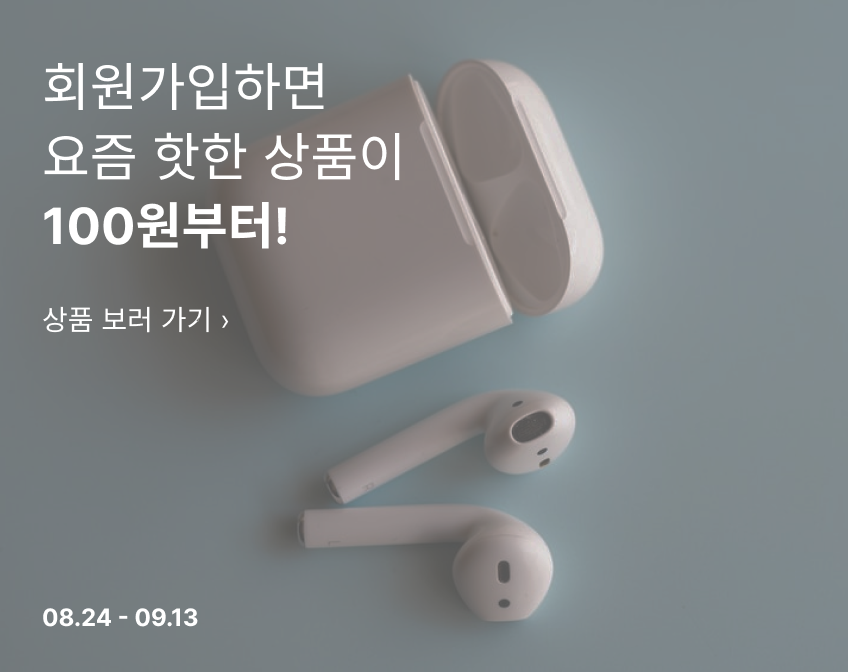 회원가입하면
요즘 핫한 상품이
100원부터!
상품 보러 가기 ›
08.24 - 09.13